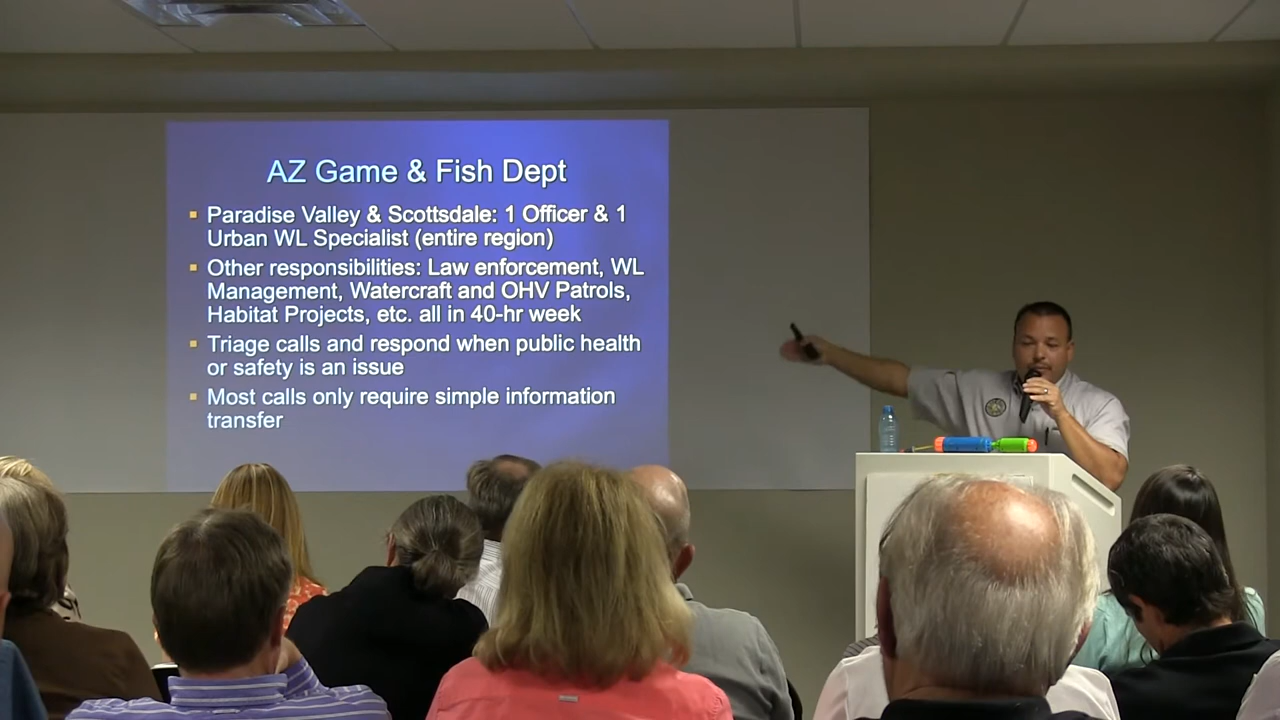 AZ Game & Fish Dept
▪ Paradise Valley & Scottsdale: 1 Officer & 1
Urban WL Specialist (entire region)
▪ Other responsibilities: Law enforcement, WL
Management, Watercraft and OHV Patrols,
Habitat Projects, etc. all in 40-hr week
▪ Triage calls and respond when public health
or safety is an issue
▪ Most calls only require simple information
transfer